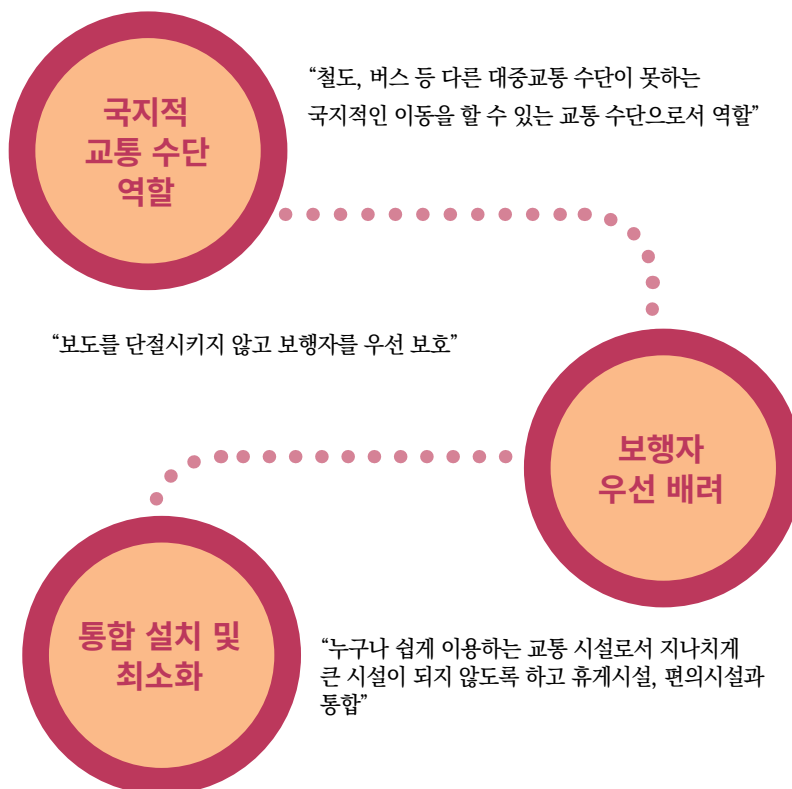 국지적
교통 수단
역할
“철도, 버스 등 다른 대중교통 수단이 못하는
국지적인 이동을 할 수 있는 교통 수단으로서 역할”
“보도를 단절시키지 않고 보행자를 우선 보호”
보행자
우선 배려
통합 설치 및
최소화
“누구나 쉽게 이용하는 교통 시설로서 지나치게
큰 시설이 되지 않도록 하고 휴게시설, 편의시설과
통합”